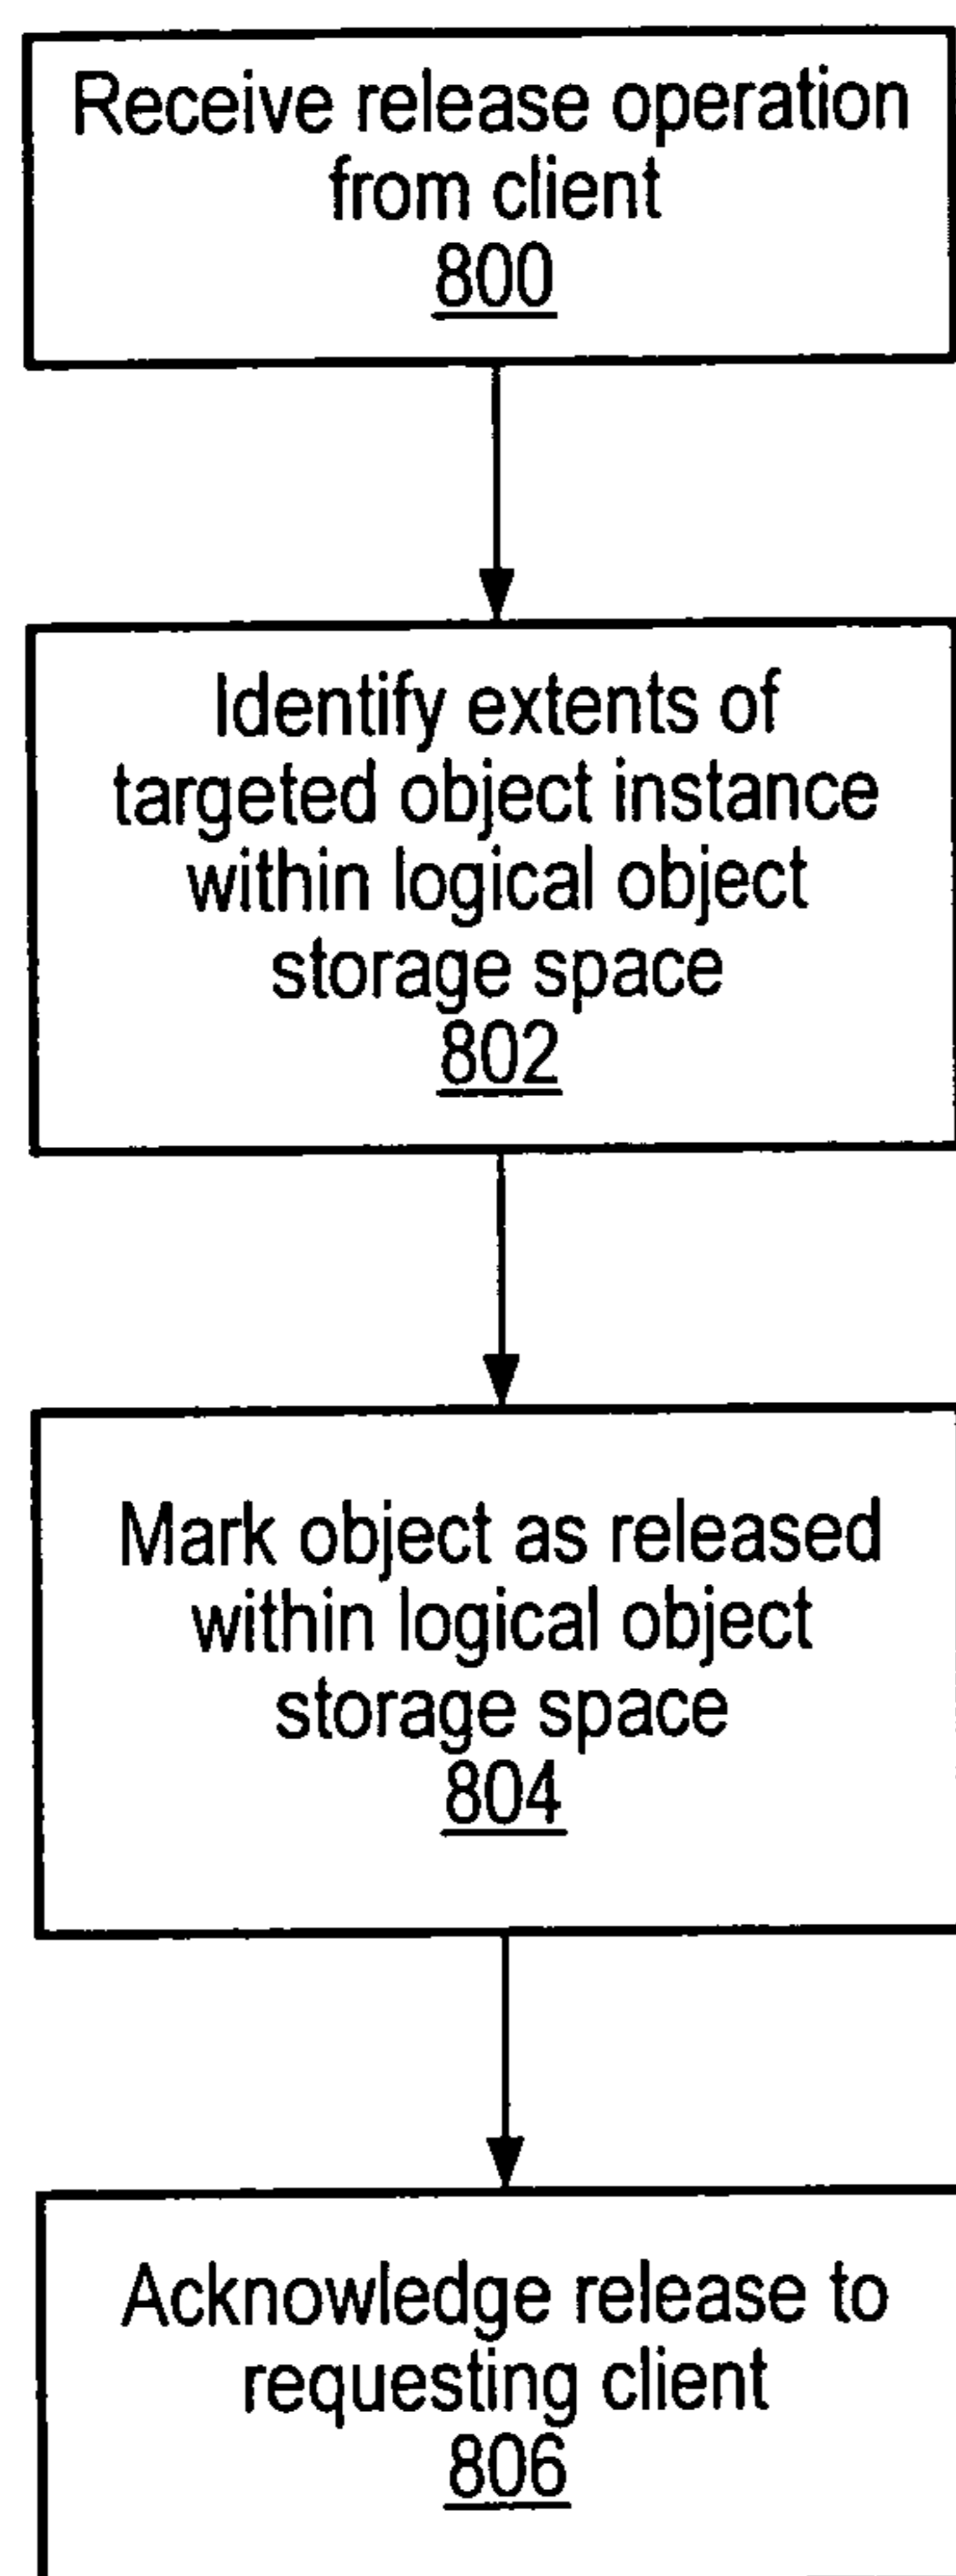 Receive release operation
from client
800
Identify extents of
targeted object instance
within logical object
storage space
802
Mark object as released
within logical object
storage space
804
Acknowledge release to
requesting client
806